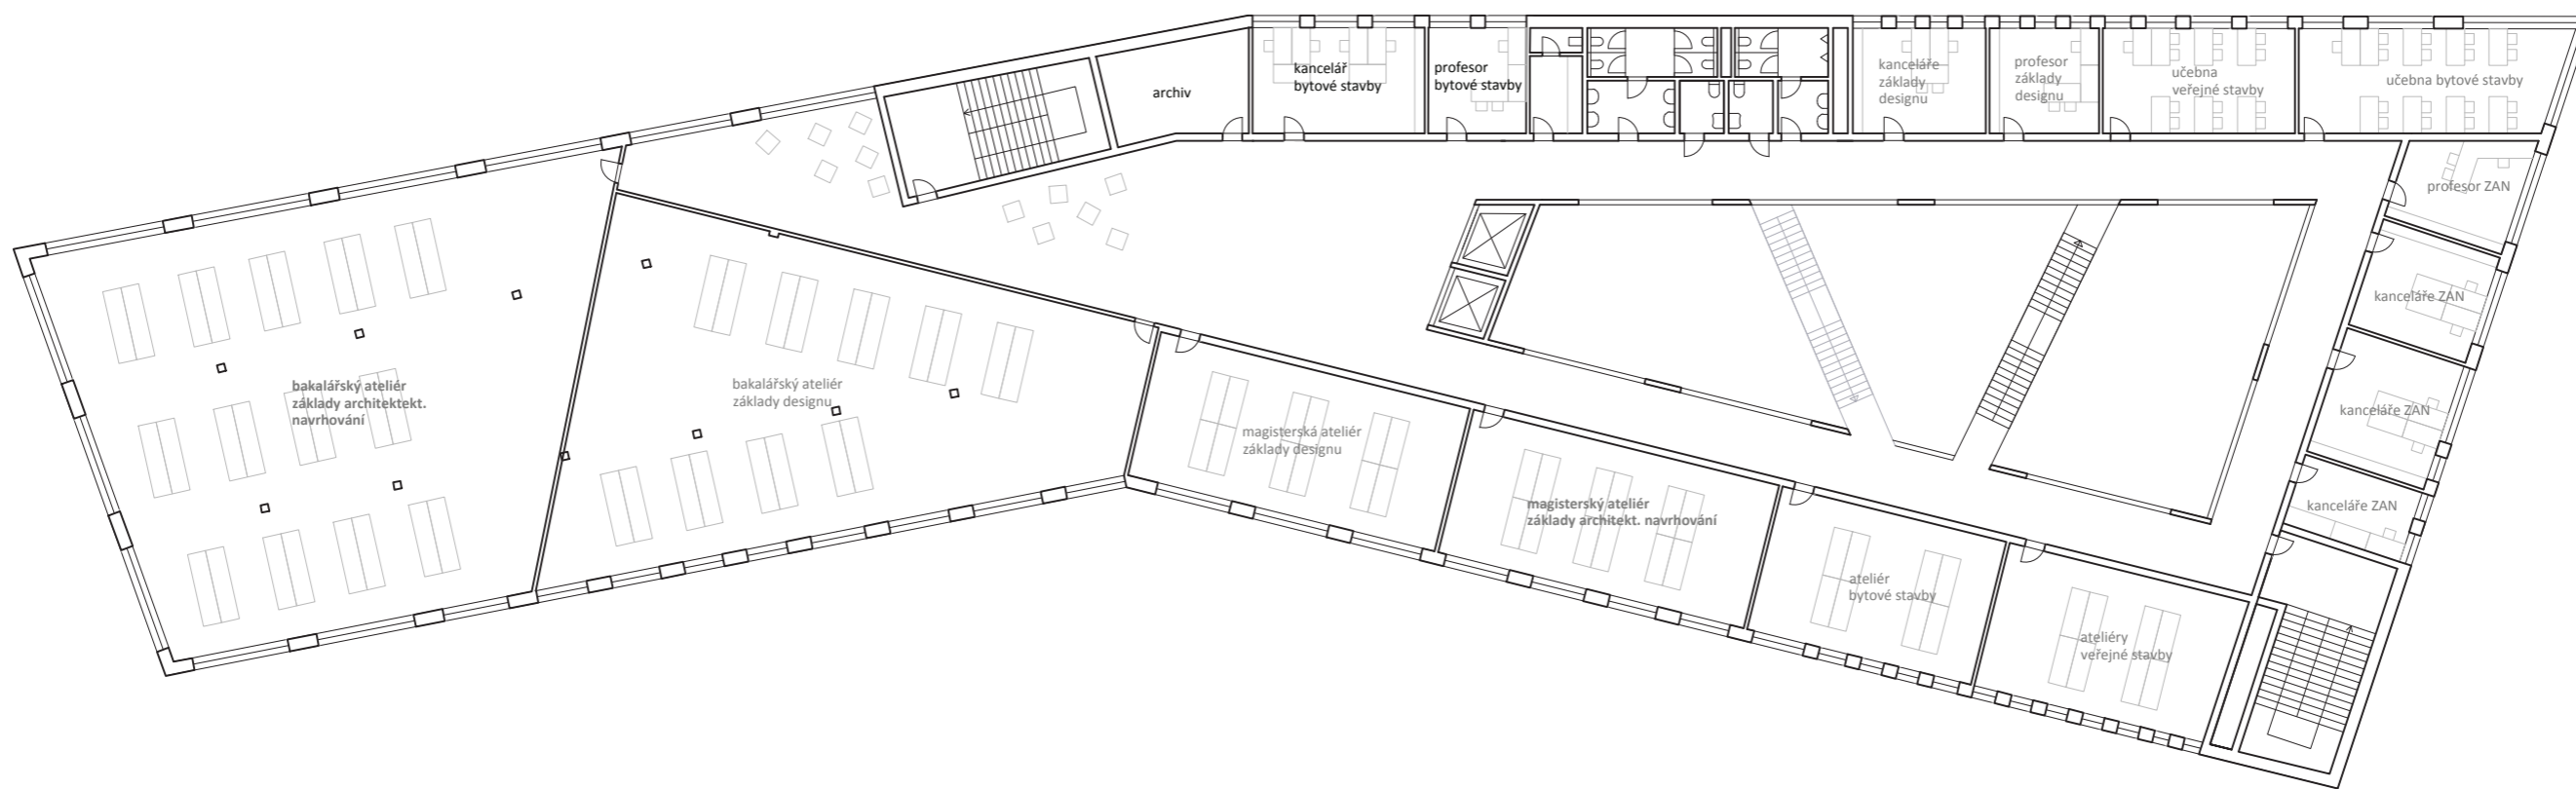 archiv
kancelář
bytové stavby
profesor
bytové stavby
kanceláře
základy
designu
profesor
základy
designu
učebna
veřejné stavby
učebna bytové stavby
profesor ZAN
kanceláře ZAN
kanceláře ZAN
kanceláře ZAN
bakalářský ateliér
základy architektekt.
navrhování
bakalářský ateliér
základy designu
magisterská ateliér
základy designu
magisterský ateliér
základy architekt. navrhování
ateliér
bytové stavby
ateliéry
veřejné stavby